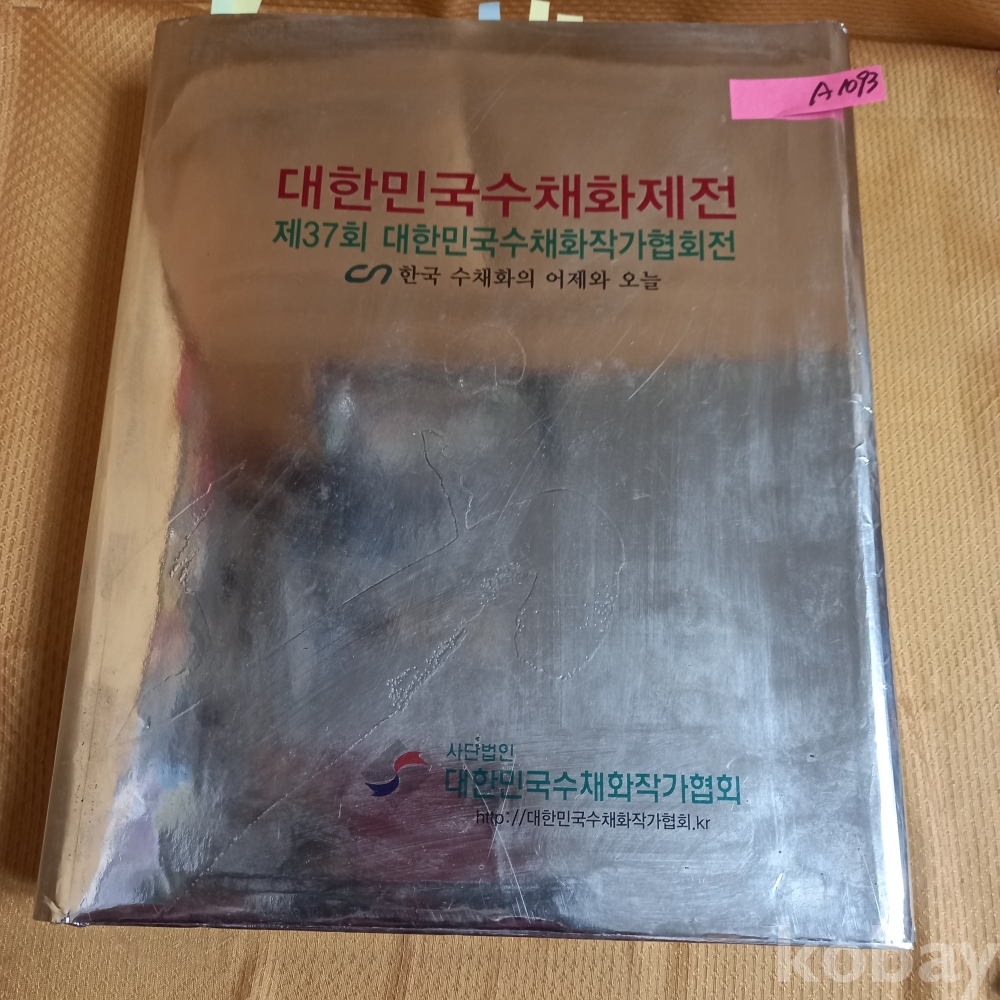 A1093
대한민국수채화제전
제37회 대한민국수채화작가협회전
한국 수채화의 어제와 오늘
사단법인
대한민국수채화작가협회
http://대한민국수채화작가협회.kr
kobay